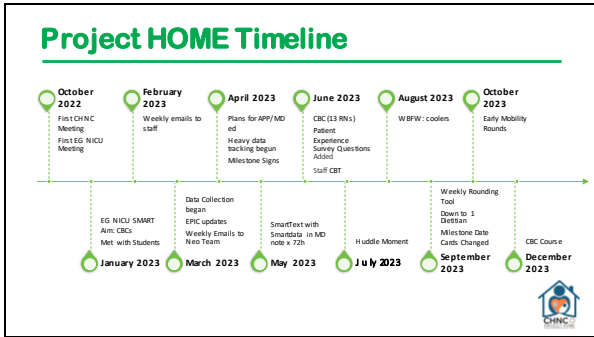 Project HOME Timeline
October
2022
First CHNC
Meeting
First EG NICU
Meeting
February
2023
Weekly emails to
staff
April 2023
Plans for APP/MD
ed
Heavy data
tracking begun
Milestone Signs
June 2023
CBC (13 RNs)
Patient
Experience
Survey Questions
Added
Staff CBT
August 2023
WBFW: coolers
October
2023
Early Mobility
Rounds
EG NICU SMART
Aim: CBCs
Met with Students
January 2023
Data Collection
began
EPIC updates
Weekly Emails to
Neo Team
March 2023
SmartText with
Smartdata in MD
note x 72h
May 2023
Huddle Moment
July 2023
Weekly Rounding
Tool
Down to 1
Dietitian
Milestone Date
Cards Changed
September
2023
CBC Course
December
2023
CHNC